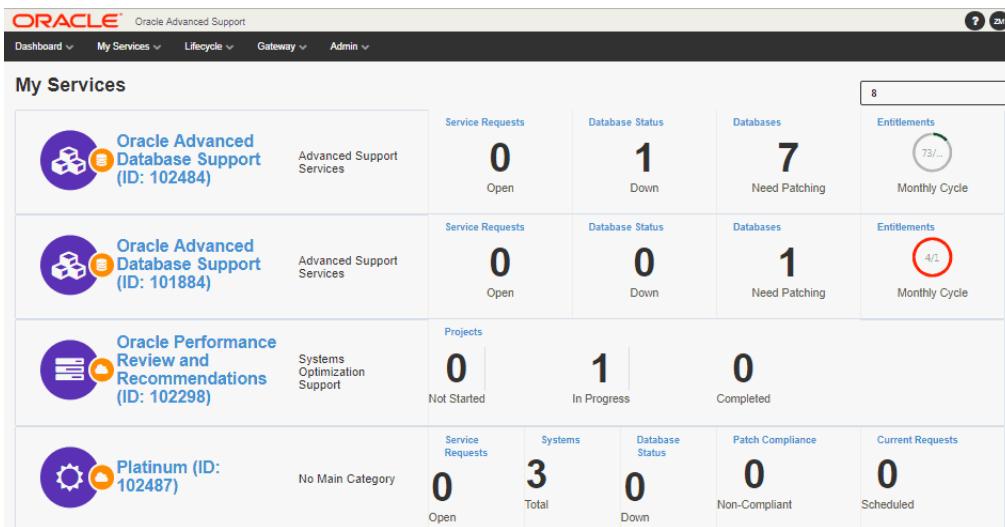 ORACLE Oracle Advanced Support
? ZM
Dashboard My Services Lifecycle Gateway Admin
My Services
8
Oracle Advanced
Database Support
(ID: 102484)
Advanced Support
Services
Service Requests
0
Open
Database Status
1
Down
Databases
7
Need Patching
Entitlements
73/...
Monthly Cycle
Oracle Advanced
Database Support
(ID: 101884)
Advanced Support
Services
Service Requests
0
Open
Database Status
0
Down
Databases
1
Need Patching
Entitlements
4/1
Monthly Cycle
Oracle Performance
Review and
Recommendations
(ID: 102298)
Systems
Optimization
Support
Projects
0
Not Started
1
In Progress
0
Completed
Platinum (ID:
102487)
No Main Category
Service
Requests
0
Open
Systems
3
Total
Database
Status
0
Down
Patch Compliance
0
Non-Compliant
Current Requests
0
Scheduled